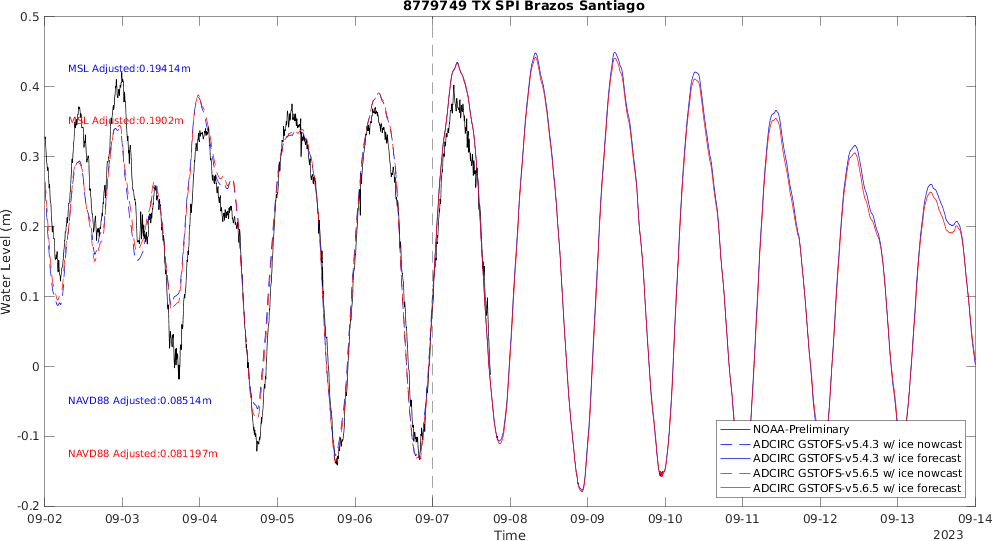 8779749 TX SPI Brazos Santiago
0.5
0.4
0.3
0.2
0.1
0
-0.1
-0.2
Water Level (m)
MSL Adjusted:0.19414m
MSL Adjusted:0.1902m
NAVD88 Adjusted:0.08514m
NAVD88 Adjusted:0.081197m
NOAA-Preliminary
ADCIRC GSTOFS-v5.4.3 w/ ice nowcast
ADCIRC GSTOFS-v5.4.3 w/ ice forecast
ADCIRC GSTOFS-v5.6.5 w/ ice nowcast
ADCIRC GSTOFS-v5.6.5 w/ ice forecast
09-02 09-03 09-04 09-05 09-06 09-07 09-08 09-09 09-10 09-11 09-12 09-13 09-14
Time
2023